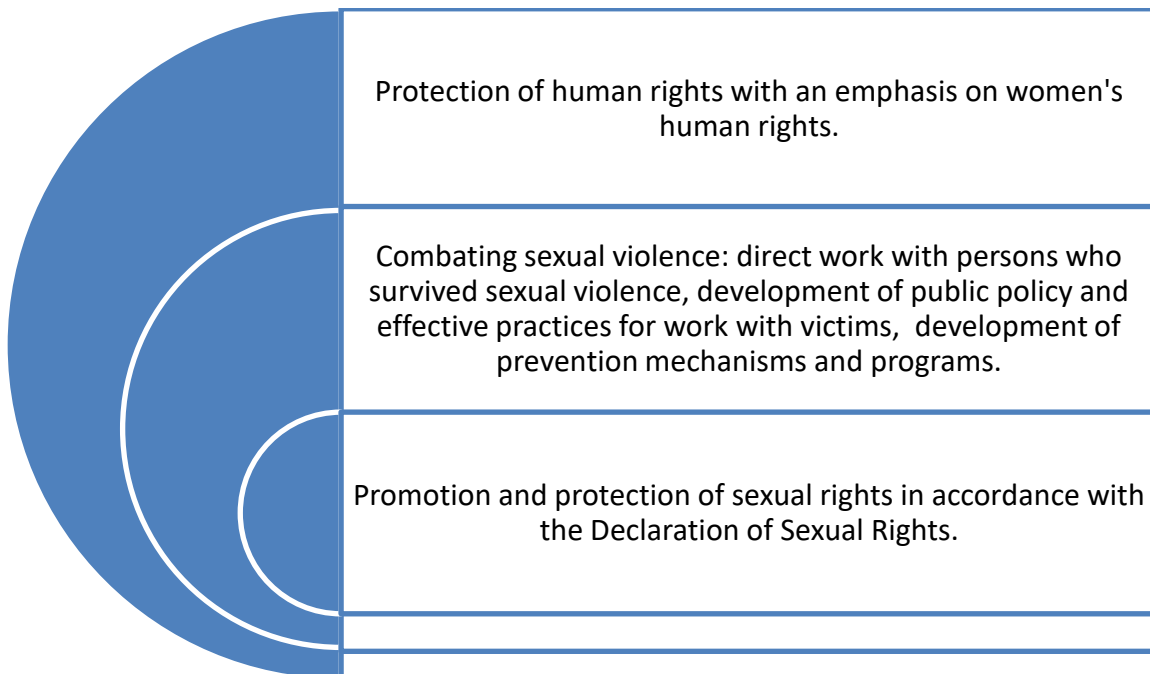 Protection of human rights with an emphasis on women's
human rights.
Combating sexual violence: direct work with persons who
survived sexual violence, development of public policy and
effective practices for work with victims,  development of
prevention mechanisms and programs.
Promotion and protection of sexual rights in accordance with
the Declaration of Sexual Rights.